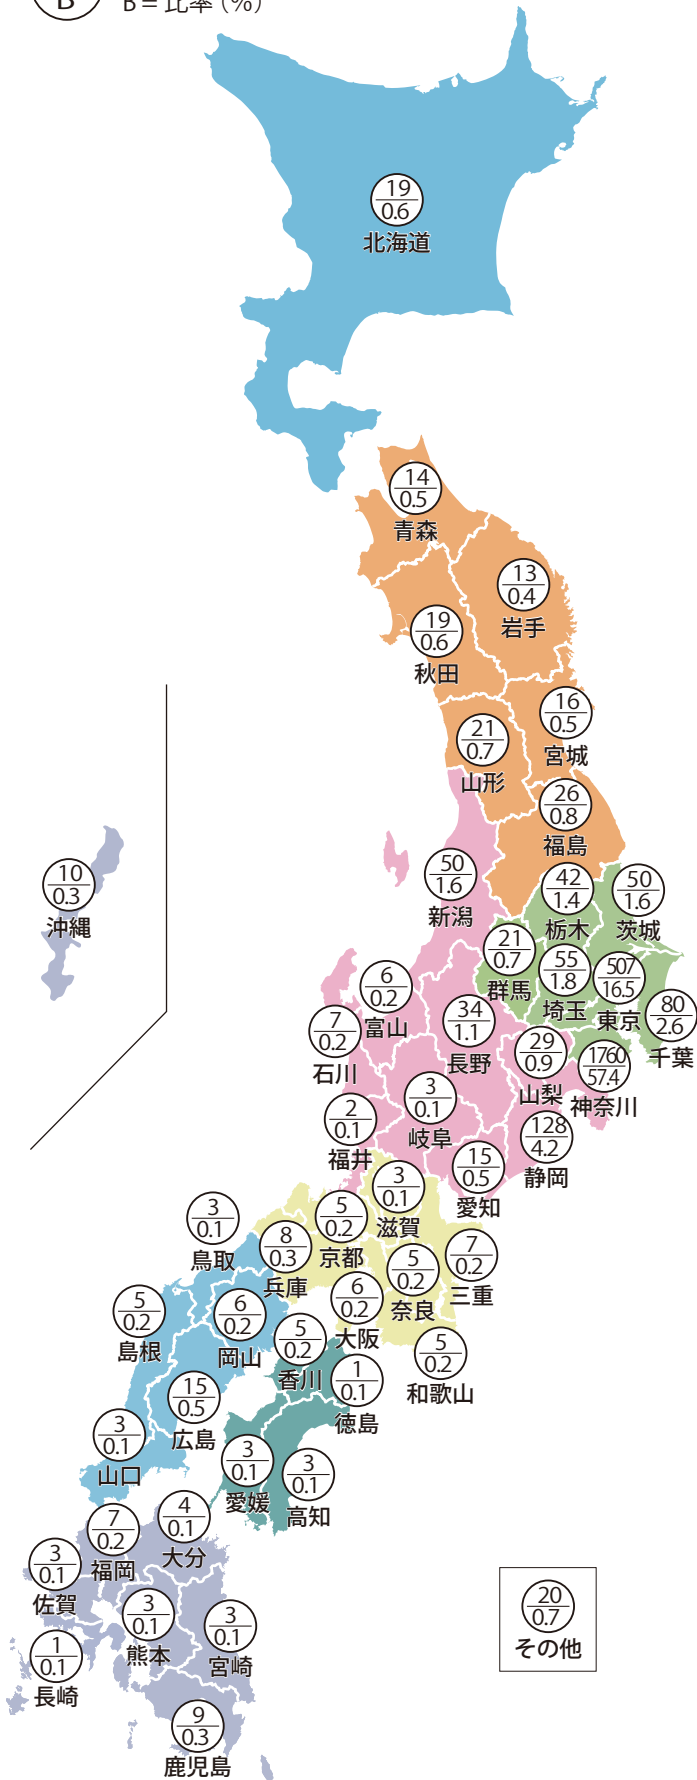 B
B = 比率 (%)
19
0.6
北海道
14
0.5
青森
13
0.4
岩手
19
0.6
秋田
16
0.5
宮城
21
0.7
山形
26
0.8
福島
10
0.3
沖縄
50
1.6
新潟
42
1.4
栃木
50
1.6
茨城
21
0.7
群馬
55
1.8
埼玉
507
16.5
東京
80
2.6
千葉
6
0.2
富山
7
0.2
石川
34
1.1
長野
29
0.9
山梨
1760
57.4
神奈川
3
0.1
岐阜
2
0.1
福井
128
4.2
静岡
15
0.5
愛知
3
0.1
滋賀
3
0.1
鳥取
5
0.2
京都
8
0.3
兵庫
7
0.2
三重
5
0.2
奈良
6
0.2
大阪
5
0.2
島根
6
0.2
岡山
5
0.2
香川
5
0.2
和歌山
1
0.1
徳島
15
0.5
広島
3
0.1
山口
3
0.1
愛媛
3
0.1
高知
4
0.1
大分
7
0.2
福岡
3
0.1
佐賀
3
0.1
熊本
3
0.1
宮崎
1
0.1
長崎
9
0.3
鹿児島
20
0.7
その他